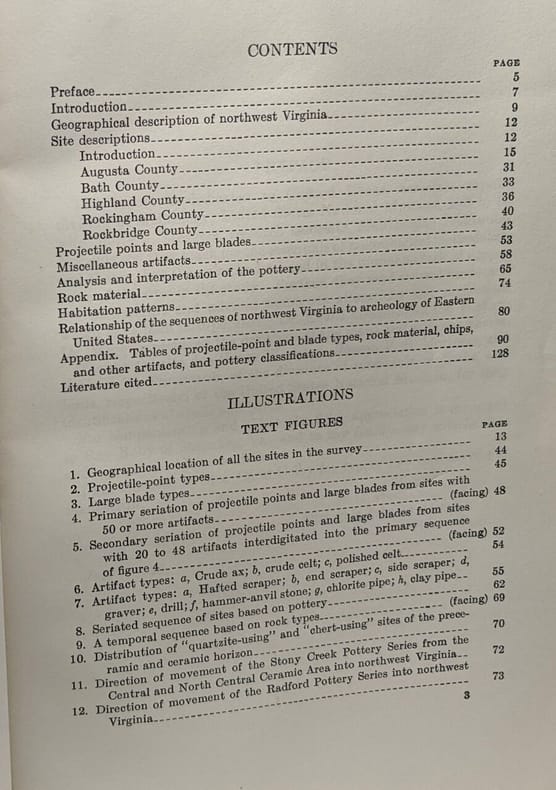 CONTENTS
PAGE
Preface 5
Introduction 7
Geographical description of northwest Virginia 9
Site descriptions 12
Introduction 12
Augusta County 15
Bath County 31
Highland County 33
Rockingham County 36
Rockbridge County 40
Projectile points and large blades 43
Miscellaneous artifacts 53
Analysis and interpretation of the pottery 58
Rock material 65
Habitation patterns 74
Relationship of the sequences of northwest Virginia to archeology of Eastern
United States 80
Appendix. Tables of projectile-point and blade types, rock material, chips,
and other artifacts, and pottery classifications 90
Literature cited 128
ILLUSTRATIONS
TEXT FIGURES
PAGE
1. Geographical location of all the sites in the survey 13
2. Projectile-point types 44
3. Large blade types 45
4. Primary seriation of projectile points and large blades from sites with
50 or more artifacts (facing) 48
5. Secondary seriation of projectile points and large blades from sites
with 20 to 48 artifacts interdigitated into the primary sequence
of figure 4 (facing) 52
6. Artifact types: a, Crude ax; b, crude celt; c, polished celt 54
7. Artifact types: a, Hafted scraper; b, end scraper; c, side scraper; d,
graver; e, drill; f, hammer-anvil stone; g, chlorite pipe; h, clay pipe 55
8. Seriated sequence of sites based on pottery 62
9. A temporal sequence based on rock types (facing) 69
10. Distribution of "quartzite-using" and "chert-using" sites of the prece-
ramic and ceramic horizon 70
11. Direction of movement of the Stony Creek Pottery Series from the
Central and North Central Ceramic Area into northwest Virginia 72
12. Direction of movement of the Radford Pottery Series into northwest
Virginia 73
3